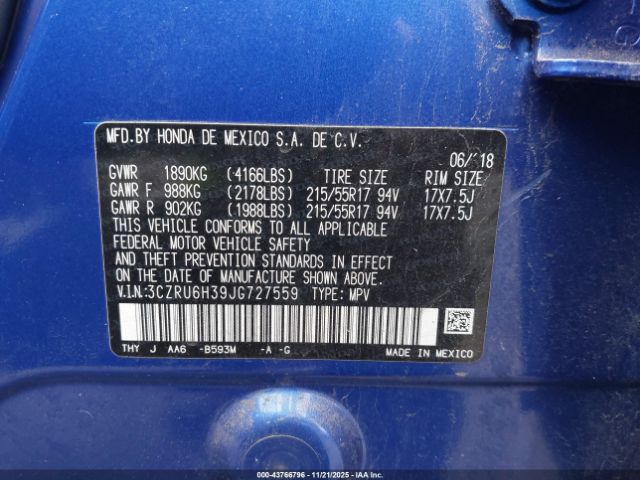 MFD.BY HONDA DE MEXICO S.A. DE C.V.
06/'18
GVWR 1890KG (4166LBS) TIRE SIZE RIM SIZE
GAWR F 988KG (2178LBS) 215/55R17 94V 17X7.5J
GAWR R 902KG (1988LBS) 215/55R17 94V 17X7.5J
THIS VEHICLE CONFORMS TO ALL APPLICABLE
FEDERAL MOTOR VEHICLE SAFETY
AND THEFT PREVENTION STANDARDS IN EFFECT
ON THE DATE OF MANUFACTURE SHOWN ABOVE.
V.I.N.:3CZRU6H39JG727559 TYPE: MPV
THY J AA6 -B593M -A -G MADE IN MEXICO
000-43766796 - 11/21/2025 - IAAI.COM